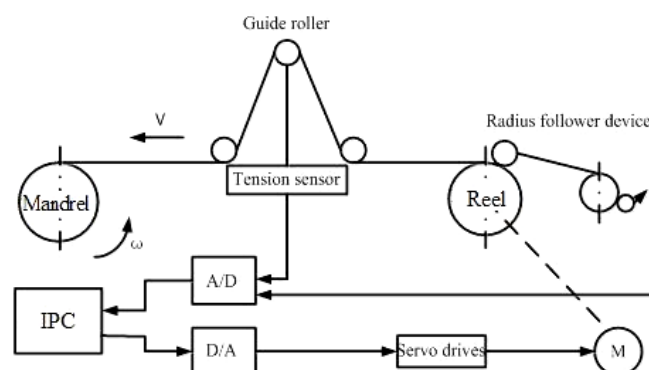 Guide roller
V
Radius follower device
Tension sensor
Mandrel
Reel
ω
A/D
IPC
D/A
Servo drives
M